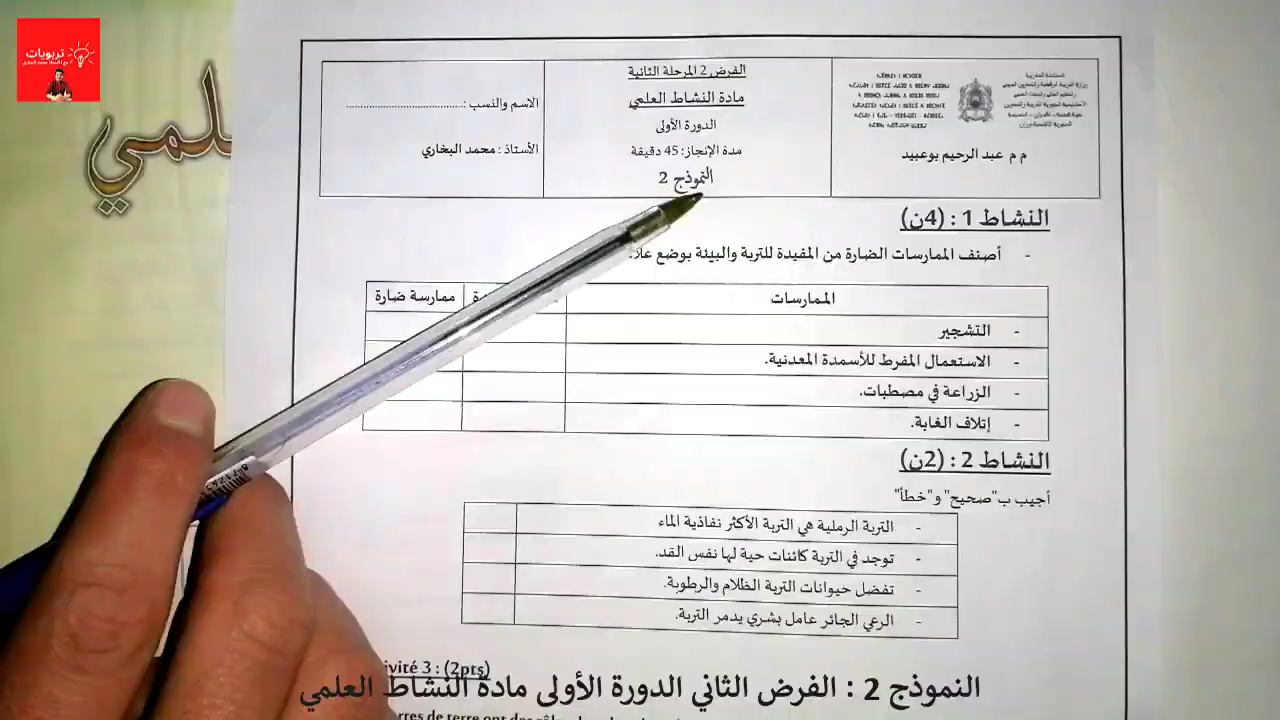 تربويات
الفرض 2 المرحلة الثانية
مادة النشاط العلمي
الدورة الأولى
مدة الإنجاز: 45 دقيقة
النموذج 2
الاسم والنسب :
الأستاذ : محمد البخاري
المملكة المغربية
م م عبد الرحيم بوعبيد
النشاط 1 : (4ن)
- أصنف الممارسات الضارة من المفيدة للتربة والبيئة بوضع
الممارسات
ممارسة ضارة
- التشجير
- الاستعمال المفرط للأسمدة المعدنية.
- الزراعة في مصطبات.
- إتلاف الغابة.
النشاط 2 : (2ن)
أجيب ب"صحيح" و"خطأ"
- التربة الرملية هي التربة الأكثر نفاذية الماء
- توجد في التربة كائنات حية لها نفس القد.
- تفضل حيوانات التربة الظلام والرطوبة.
- الرعي الجائر عامل بشري يدمر التربة.
3 : (2pts)
النموذج 2 : الفرض الثاني الدورة الأولى مادة النشاط العلمي